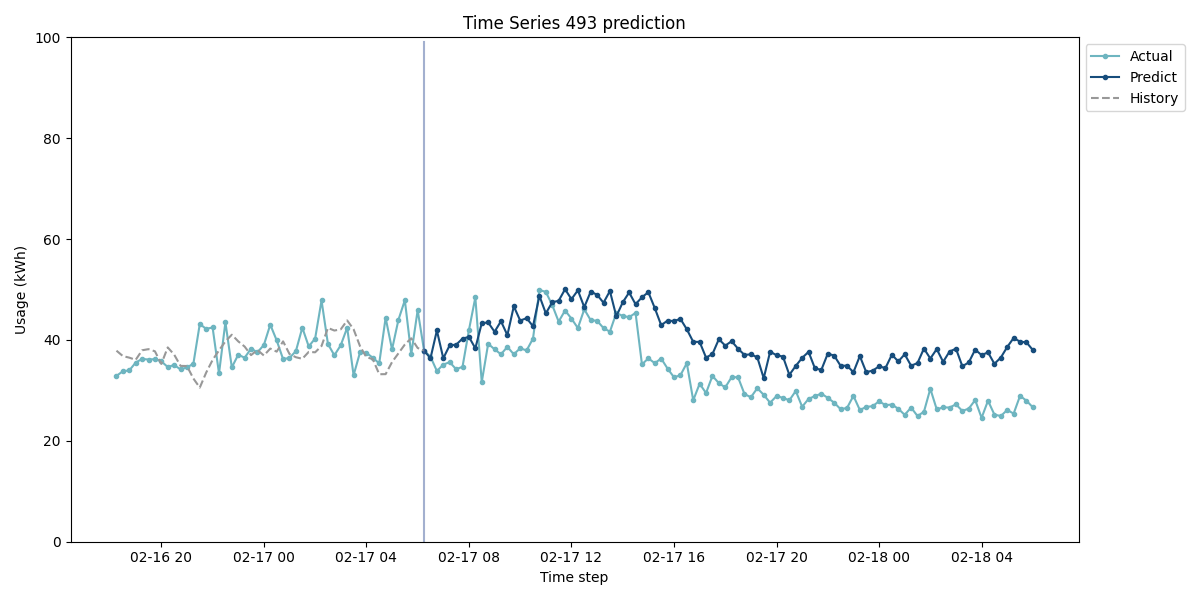 Time Series 493 prediction
Usage (kWh)
100
80
60
40
20
0
02-16 20
02-17 00
02-17 04
02-17 08
02-17 12
02-17 16
02-17 20
02-18 00
02-18 04
Time step
Actual
Predict
History